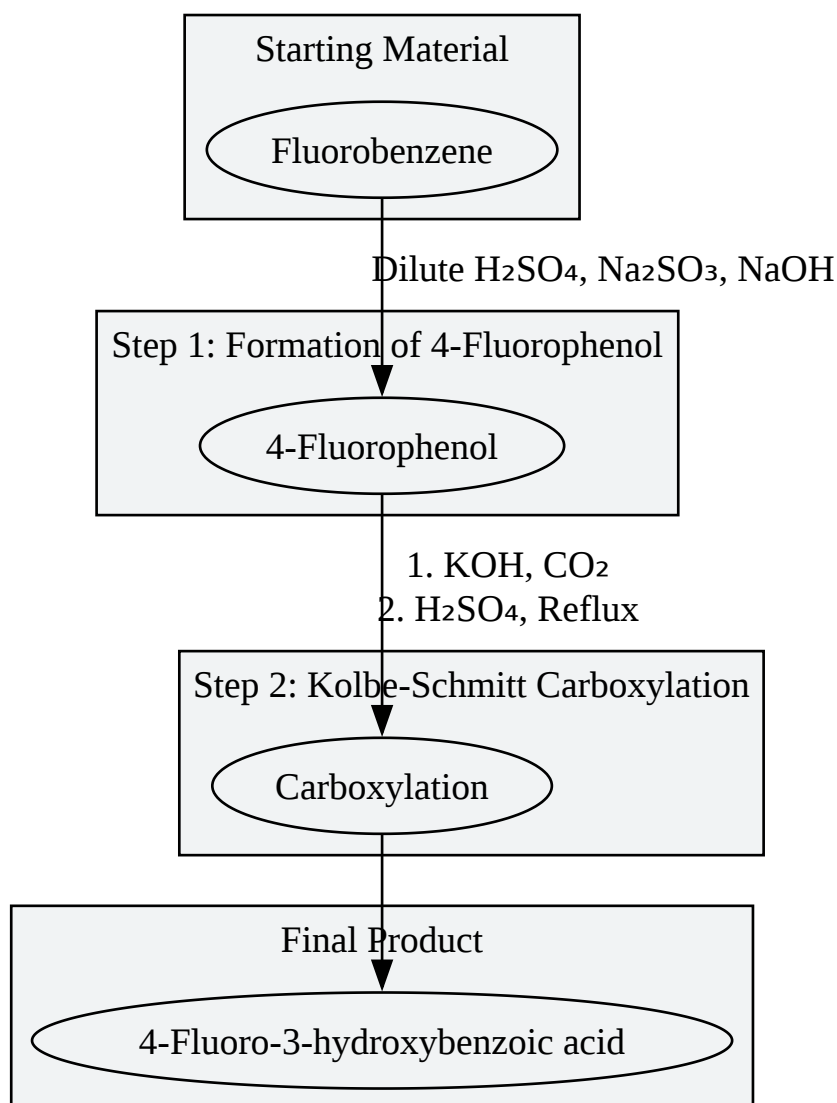 Starting Material
Fluorobenzene
Dilute H₂SO₄, Na₂SO₃, NaOH
Step 1: Formation of 4-Fluorophenol
4-Fluorophenol
1. KOH, CO₂
2. H₂SO₄, Reflux
Step 2: Kolbe-Schmitt Carboxylation
Carboxylation
Final Product
4-Fluoro-3-hydroxybenzoic acid